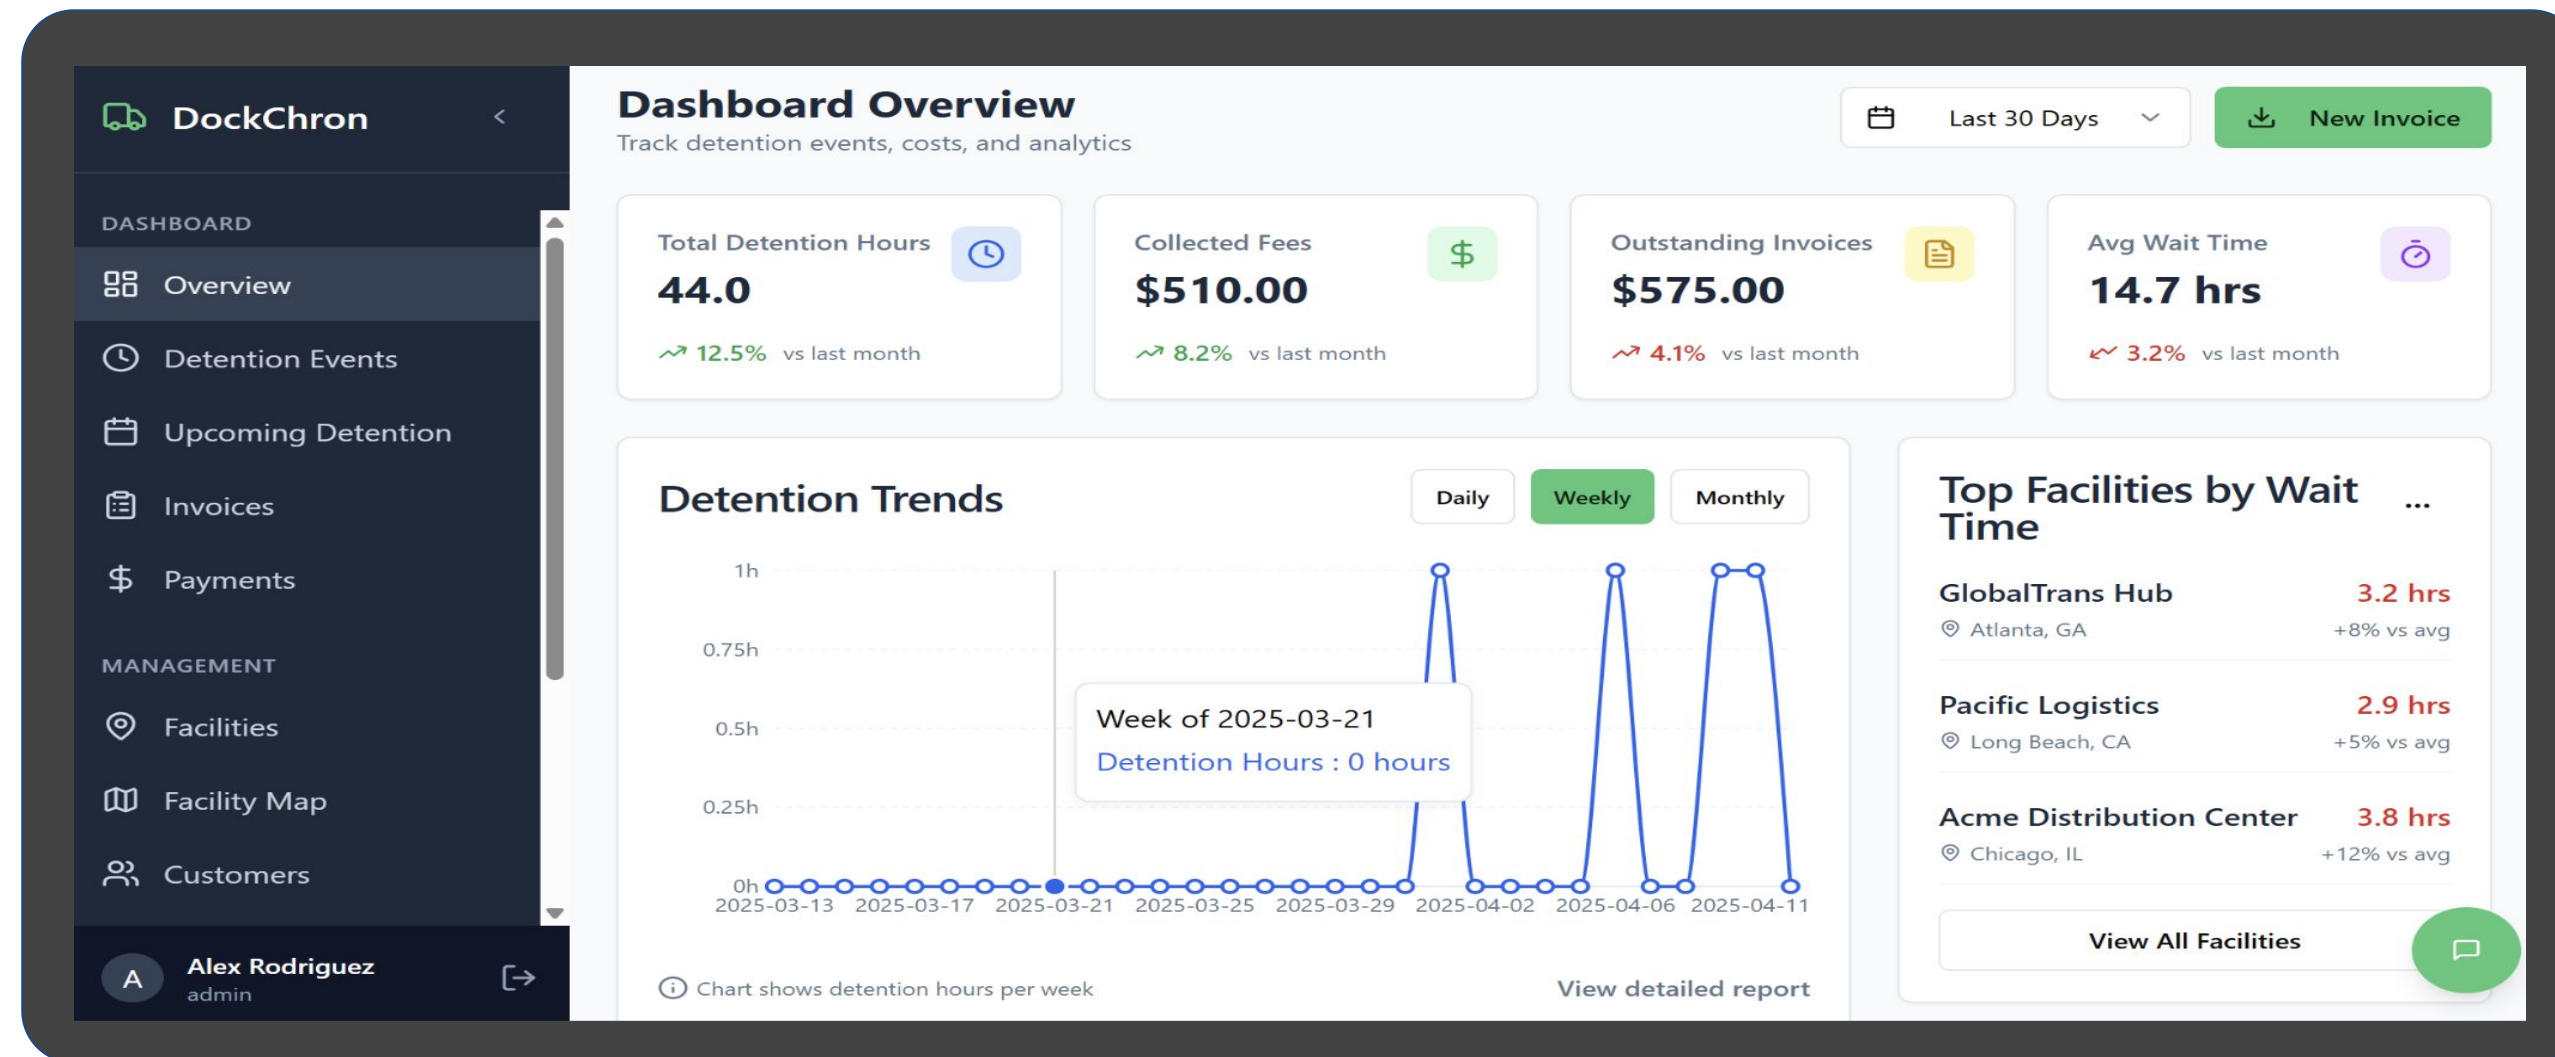 DockChron
DASHBOARD
Overview
Detention Events
Upcoming Detention
Invoices
Payments
MANAGEMENT
Facilities
Facility Map
Customers
A
Alex Rodriguez
admin
Dashboard Overview
Track detention events, costs, and analytics
Last 30 Days
New Invoice
Total Detention Hours
44.0
12.5% vs last month
Collected Fees
$
$510.00
8.2% vs last month
Outstanding Invoices
$575.00
4.1% vs last month
Avg Wait Time
14.7 hrs
3.2% vs last month
Detention Trends
Daily
Weekly
Monthly
1h
0.75h
0.5h
0.25h
0h
Week of 2025-03-21
Detention Hours : 0 hours
2025-03-13 2025-03-17 2025-03-21 2025-03-25 2025-03-29 2025-04-02 2025-04-06 2025-04-11
Chart shows detention hours per week
View detailed report
Top Facilities by Wait
Time
...
GlobalTrans Hub 3.2 hrs
Atlanta, GA +8% vs avg
Pacific Logistics 2.9 hrs
Long Beach, CA +5% vs avg
Acme Distribution Center 3.8 hrs
Chicago, IL +12% vs avg
View All Facilities